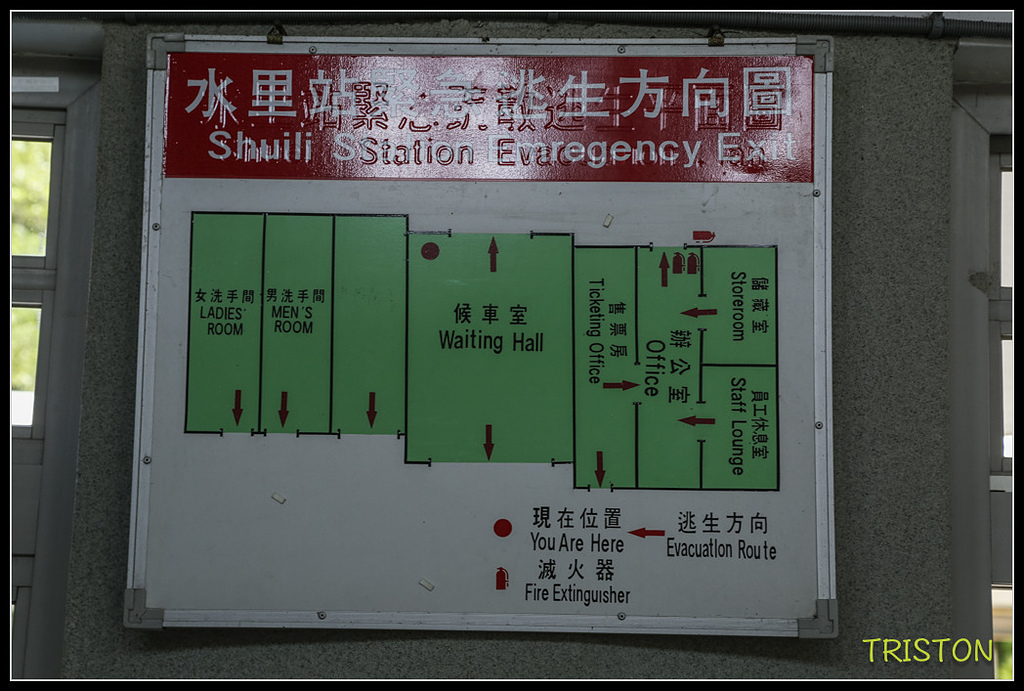 水里站緊急逃生方向圖
Shuili Station Emregency Exit
女洗手間
LADIES'
ROOM
男洗手間
MEN'S
ROOM
候車室
Waiting Hall
售票房
Ticketing Office
辦公室
Office
儲藏室
Storeroom
員工休息室
Staff Lounge
現在位置
You Are Here
逃生方向
Evacuation Route
滅火器
Fire Extinguisher
TRISTON